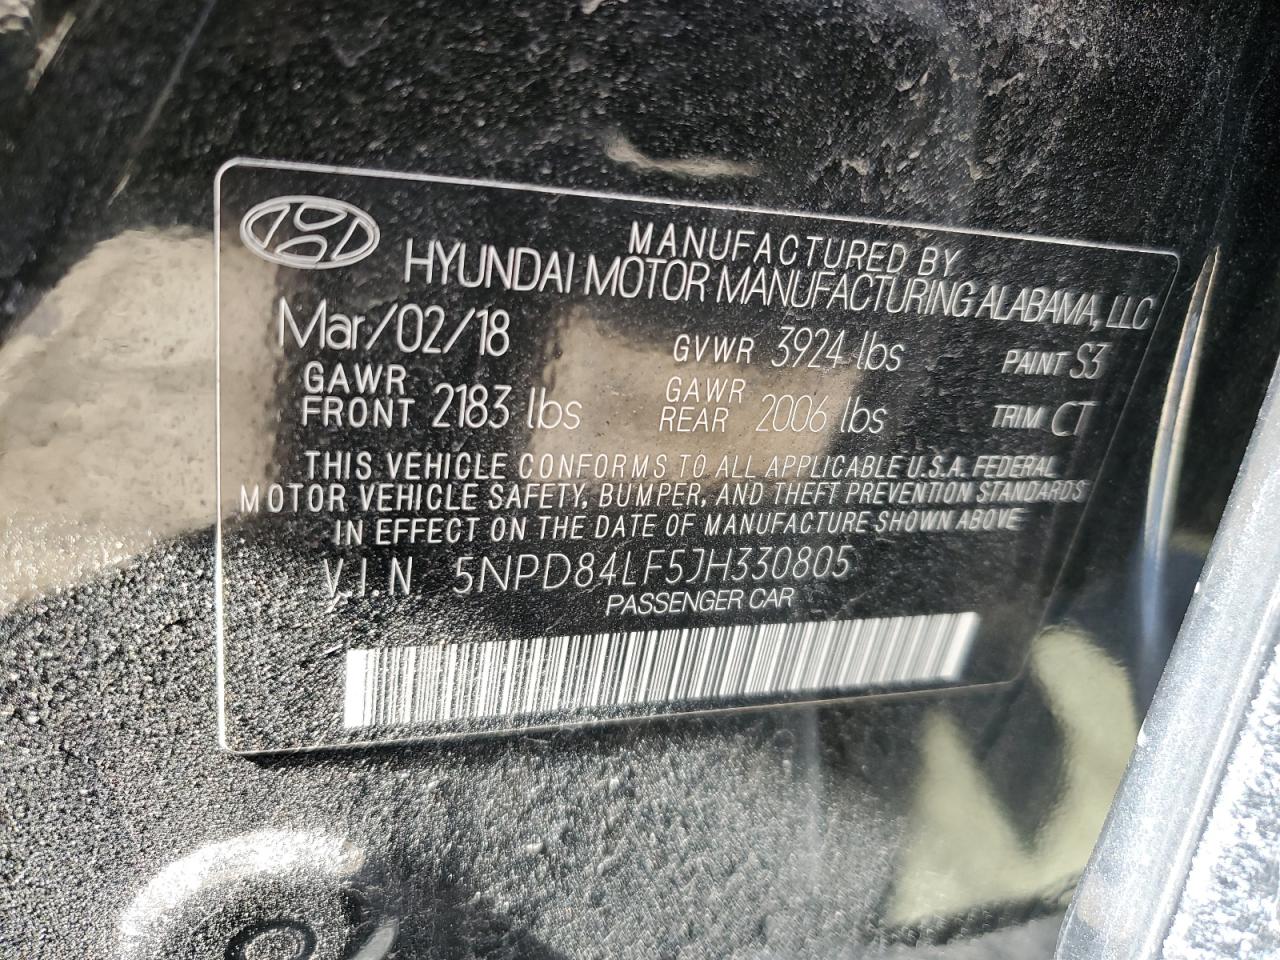 MANUFACTURED BY
HYUNDAI MOTOR MANUFACTURING ALABAMA, LLC
Mar/02/18 GVWR 3924 lbs PAINT S3
GAWR FRONT 2183 lbs GAWR REAR 2006 lbs TRIM CT
THIS VEHICLE CONFORMS TO ALL APPLICABLE U.S.A. FEDERAL
MOTOR VEHICLE SAFETY, BUMPER, AND THEFT PREVENTION STANDARDS
IN EFFECT ON THE DATE OF MANUFACTURE SHOWN ABOVE
V.I.N 5NPD84LF5JH330805
PASSENGER CAR